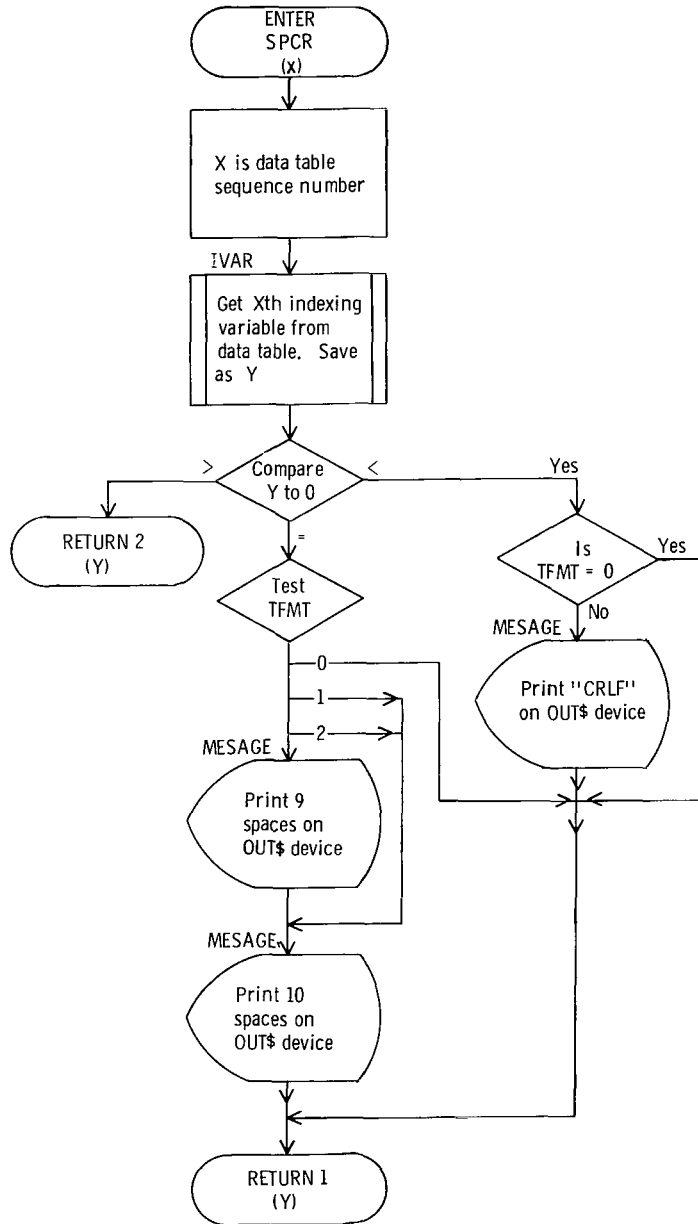 ENTER
SPCR
(x)
X is data table
sequence number
IVAR
Get Xth indexing
variable from
data table. Save
as Y
>
Compare
Y to 0
<
Yes
=
RETURN 2
(Y)
Is
TFMT = 0
Yes
No
Test
TFMT
0
1
2
MESAGE
Print "CRLF"
on OUT$ device
MESAGE
Print 9
spaces on
OUT$ device
MESAGE
Print 10
spaces on
OUT$ device
RETURN 1
(Y)